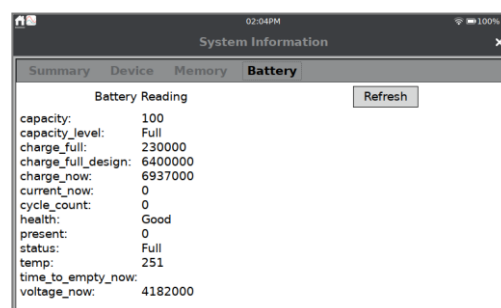 02:04PM 100%
System Information
×
Summary Device Memory Battery
Battery Reading Refresh
capacity: 100
capacity_level: Full
charge_full: 230000
charge_full_design: 6400000
charge_now: 6937000
current_now: 0
cycle_count: 0
health: Good
present: 0
status: Full
temp: 251
time_to_empty_now:
voltage_now: 4182000